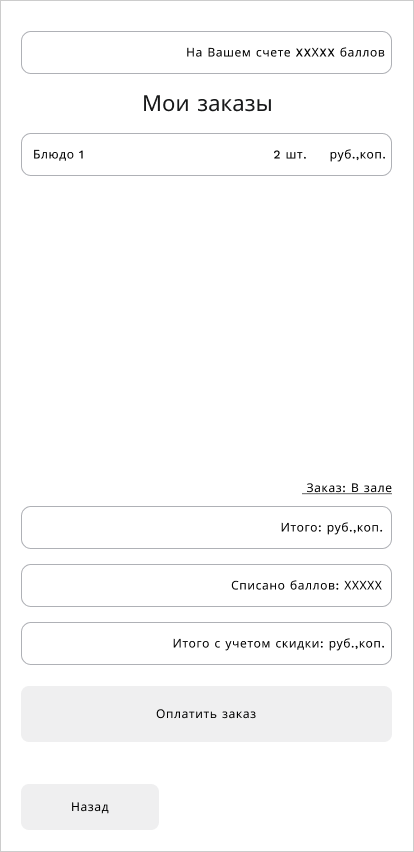 На Вашем счете XXXXX баллов
Мои заказы
Блюдо 1 2 шт. руб.,коп.
Заказ: В зале
Итого: руб.,коп.
Списано баллов: XXXXX
Итого с учетом скидки: руб.,коп.
Оплатить заказ
Назад